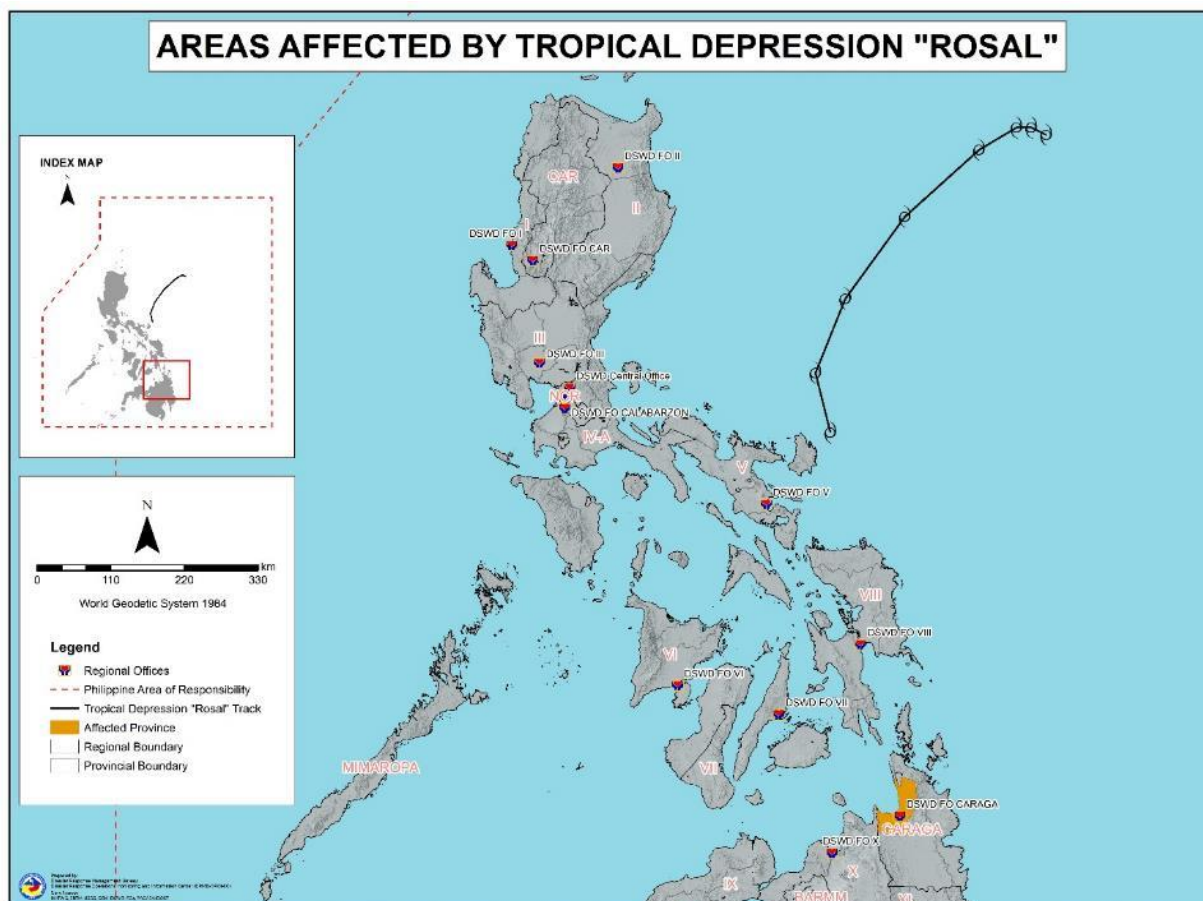 AREAS AFFECTED BY TROPICAL DEPRESSION "ROSAL"
INDEX MAP
N
DSWD FO II
CAR
II
I
DSWD FO I
DSWD FO CAR
III
DSWD FO III
DSWD Central Office
NCR
DSWD FO CALABARZON
IV-A
V
DSWD FO V
N
0 110 220 330 km
World Geodetic System 1984
Legend
Regional Offices
Philippine Area of Responsibility
Tropical Depression "Rosal" Track
Affected Province
Regional Boundary
Provincial Boundary
VIII
DSWD FO VIII
VI
DSWD FO VI
DSWD FO VII
VII
MIMAROPA
DSWD FO CARAGA
CARAGA
DSWD FO X
X
IX
BARMM
XI
Prepared by: